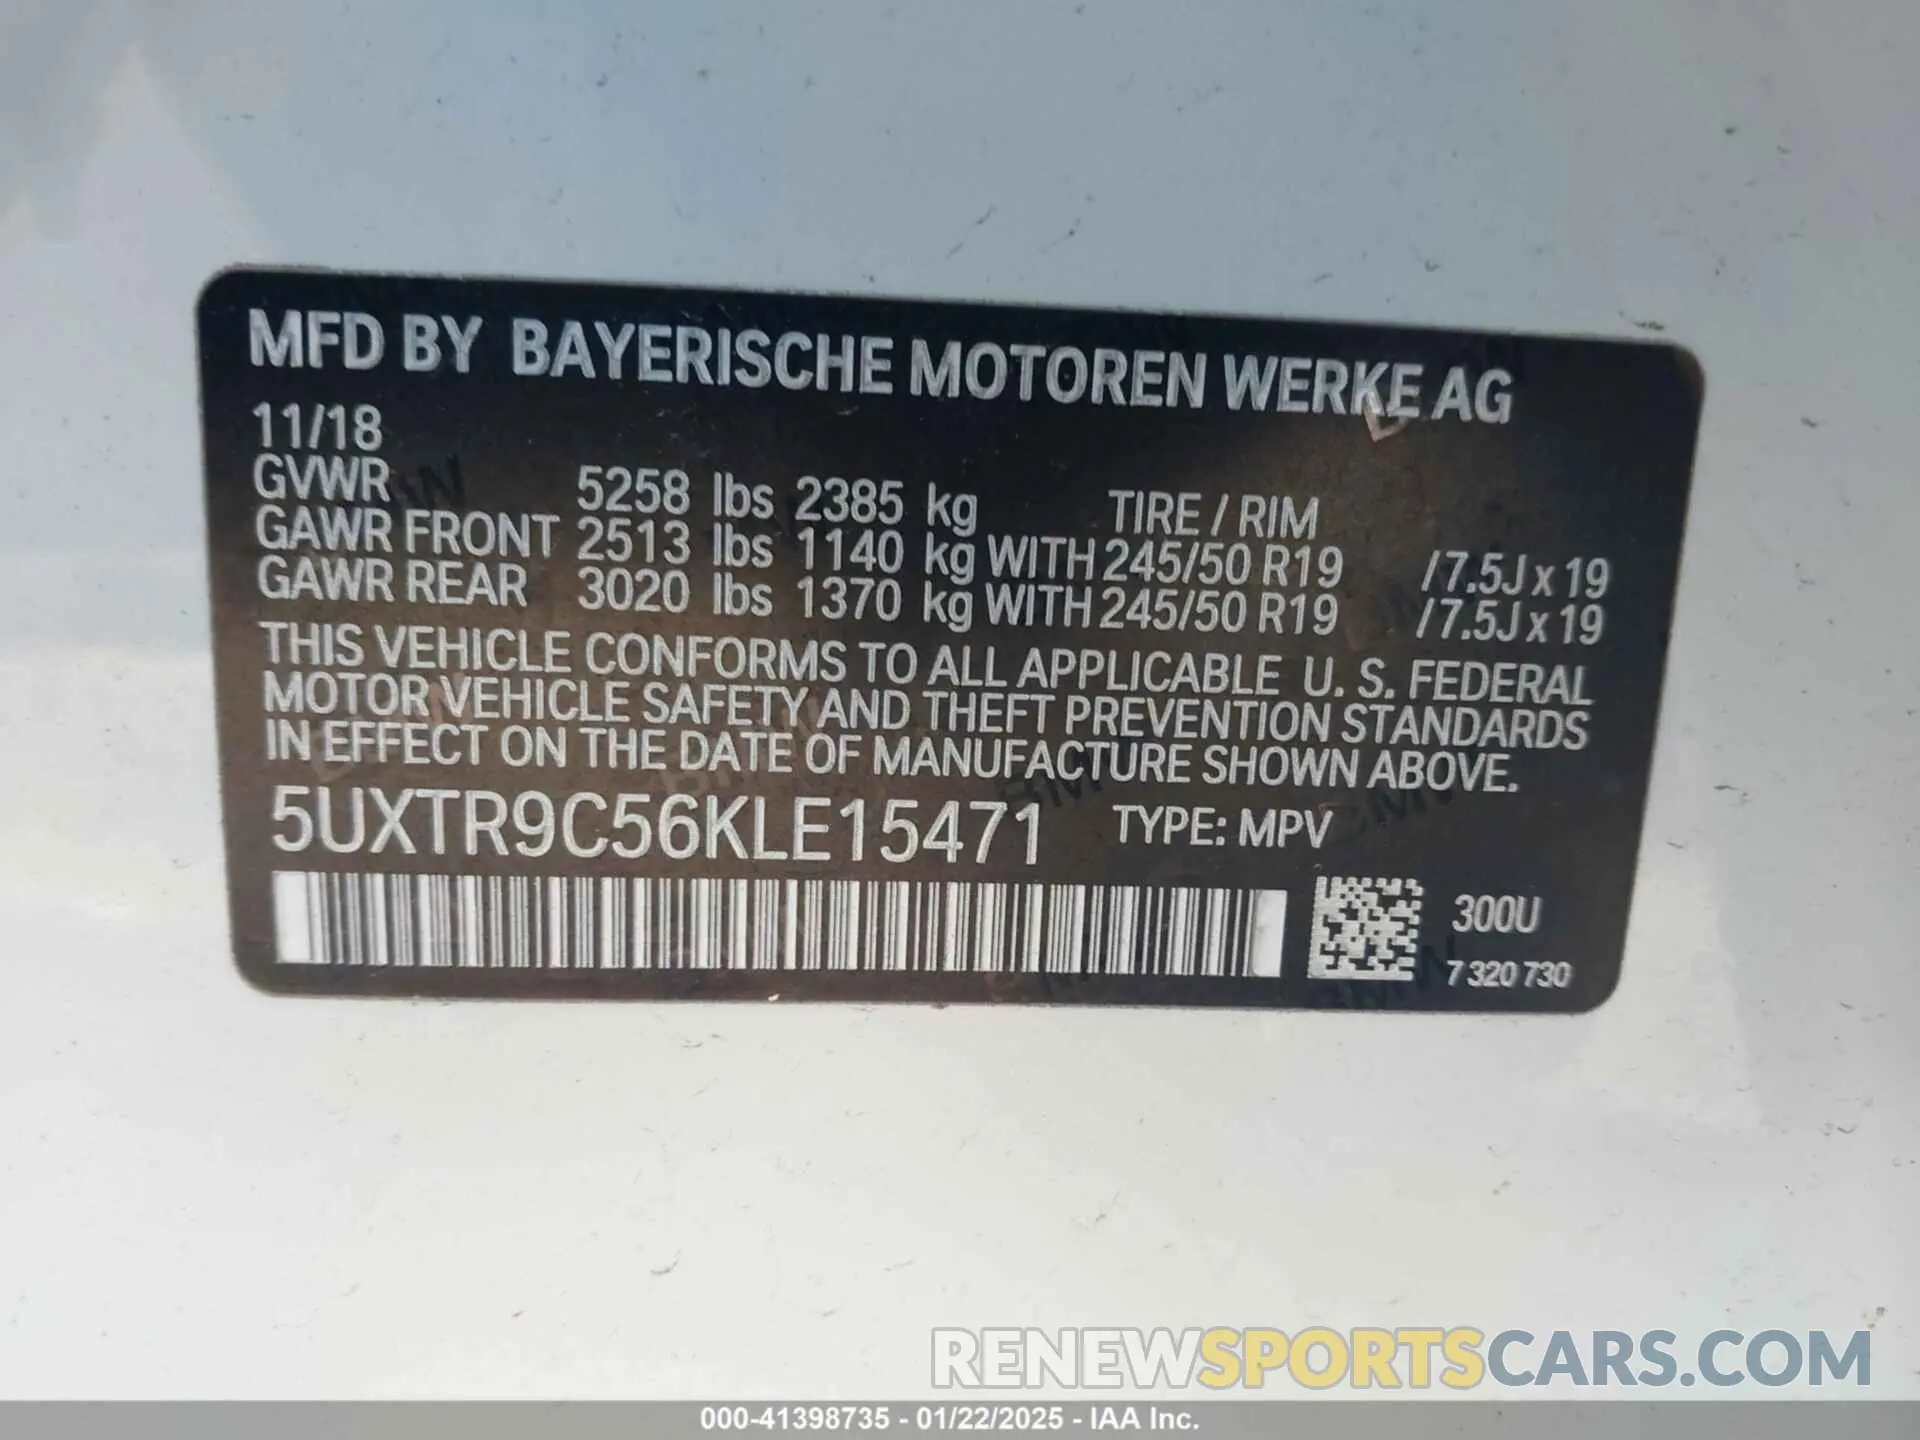 MFD BY BAYERISCHE MOTOREN WERKE AG
11/18
GVWR 5258 lbs 2385 kg TIRE / RIM
GAWR FRONT 2513 lbs 1140 kg WITH 245/50 R19 /7.5J x 19
GAWR REAR 3020 lbs 1370 kg WITH 245/50 R19 /7.5J x 19
THIS VEHICLE CONFORMS TO ALL APPLICABLE U. S. FEDERAL
MOTOR VEHICLE SAFETY AND THEFT PREVENTION STANDARDS
IN EFFECT ON THE DATE OF MANUFACTURE SHOWN ABOVE.
5UXTR9C56KLE15471 TYPE: MPV
300U
7 320 730
RENEWSPORTSCARS.COM
000-41398735 - 01/22/2025 - IAA Inc.